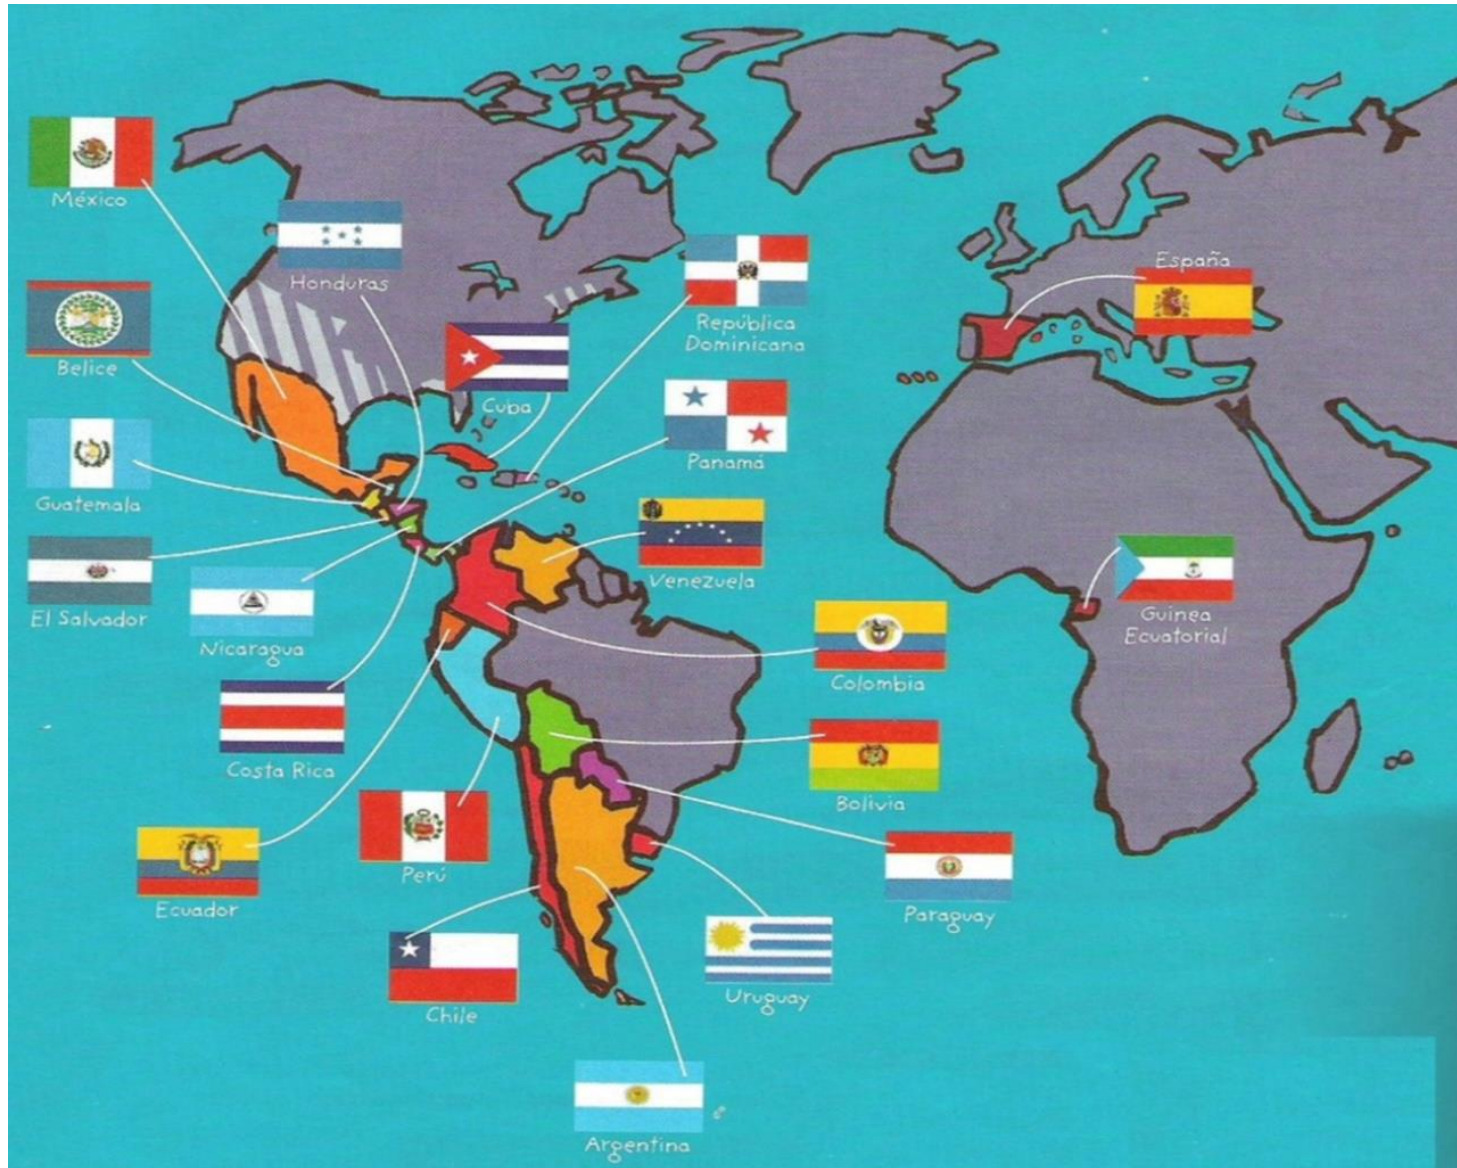 México
Honduras
España
República
Dominicana
Belice
Cuba
Panamá
Guatemala
Venezuela
El Salvador
Nicaragua
Guinea
Ecuatorial
Colombia
Costa Rica
Bolivia
Perú
Ecuador
Paraguay
Uruguay
Chile
Argentina